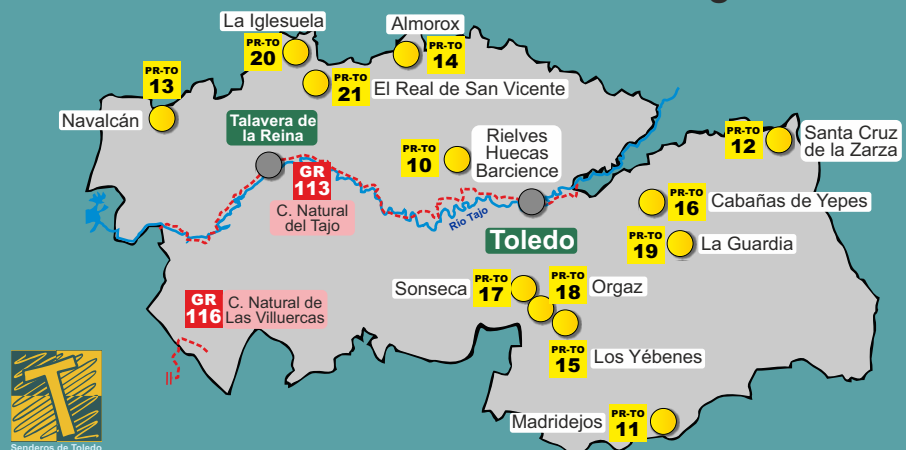 La Iglesuela
PR-TO
20
Almorox
PR-TO
14
PR-TO
13
Navalcán
PR-TO
21
El Real de San Vicente
Talavera de
la Reina
PR-TO
10
Rielves
Huecas
Barcience
PR-TO
12
Santa Cruz
de la Zarza
GR
113
C. Natural
del Tajo
Rio Tajo
Toledo
PR-TO
16
Cabañas de Yepes
PR-TO
19
La Guardia
Sonseca
PR-TO
17
PR-TO
18
Orgaz
GR
116
C. Natural de
Las Villuercas
PR-TO
15
Los Yébenes
Madridejos
PR-TO
11
T
Senderos de Toledo